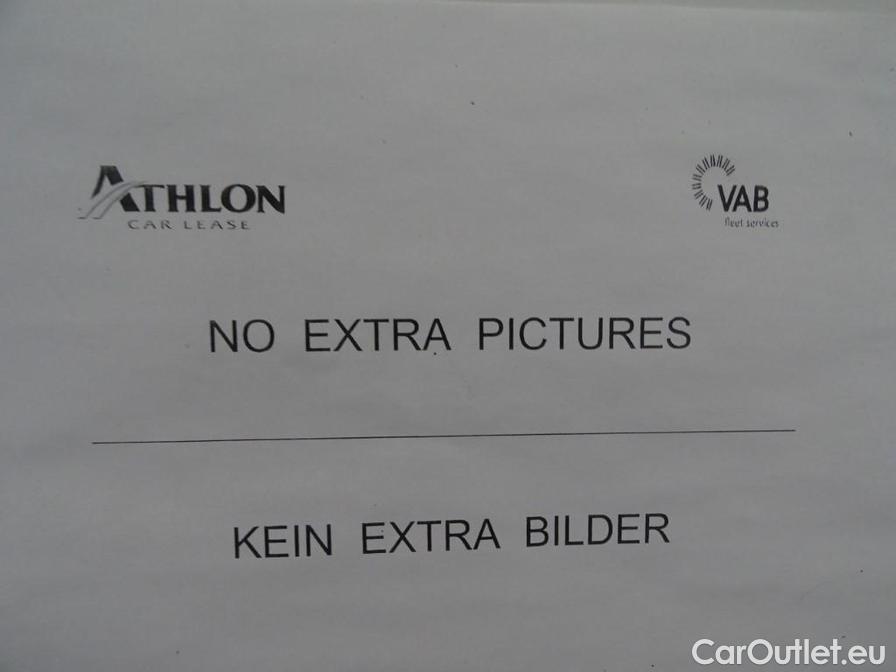 ATHLON
CAR LEASE
VAB
fleet services
NO EXTRA PICTURES
KEIN EXTRA BILDER
CarOutlet.eu